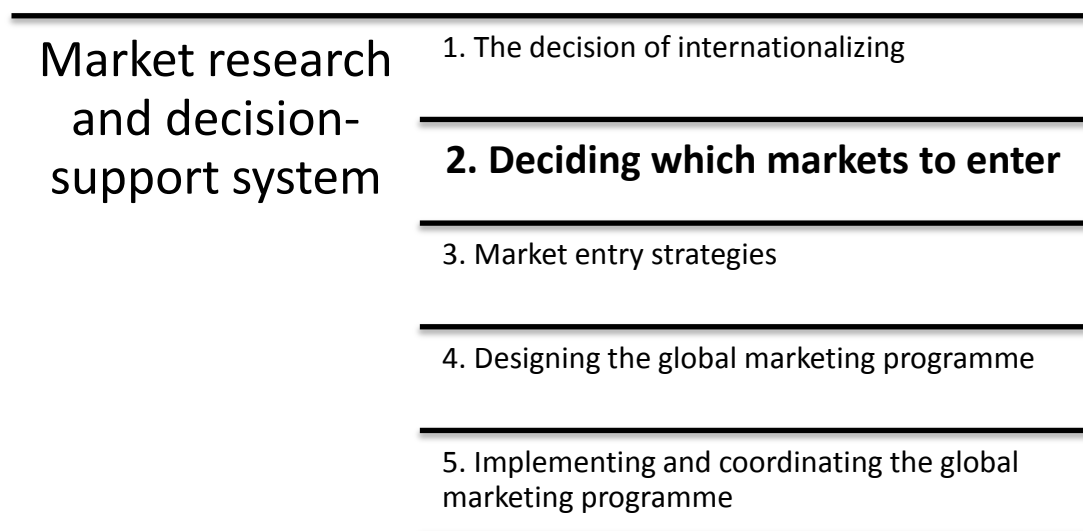 Market research
and decision-
support system
1. The decision of internationalizing
2. Deciding which markets to enter
3. Market entry strategies
4. Designing the global marketing programme
5. Implementing and coordinating the global
marketing programme